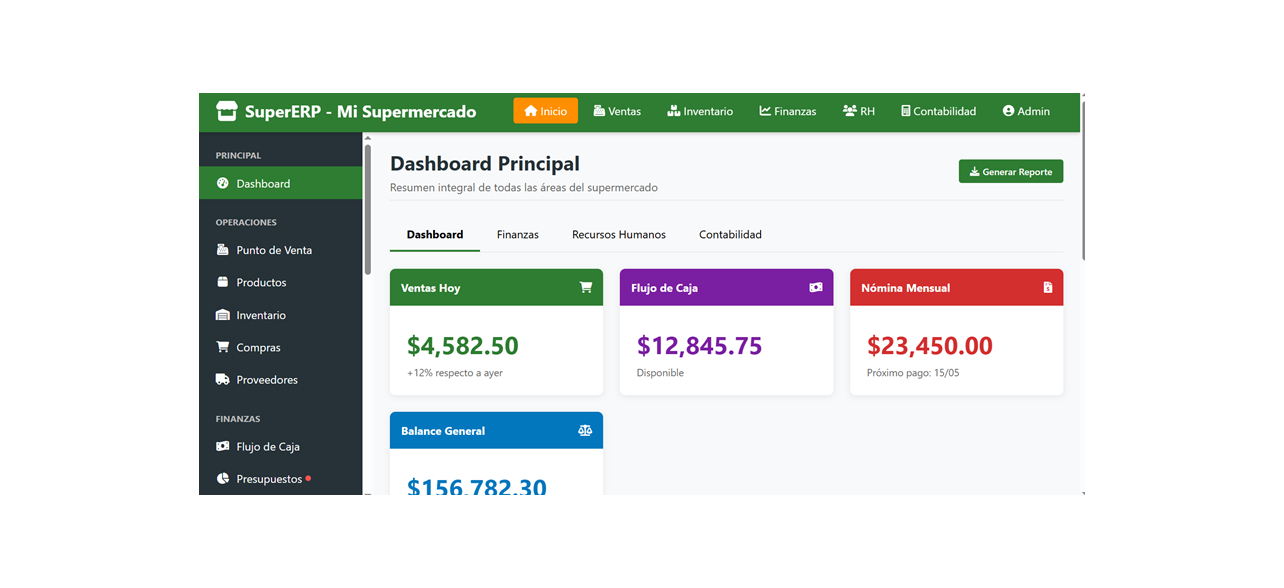 SuperERP - Mi Supermercado
Inicio
Ventas
Inventario
Finanzas
RH
Contabilidad
Admin
PRINCIPAL
Dashboard
OPERACIONES
Punto de Venta
Productos
Inventario
Compras
Proveedores
FINANZAS
Flujo de Caja
Presupuestos
Dashboard Principal
Resumen integral de todas las áreas del supermercado
Generar Reporte
Dashboard
Finanzas
Recursos Humanos
Contabilidad
Ventas Hoy
$4,582.50
+12% respecto a ayer
Flujo de Caja
$12,845.75
Disponible
Nómina Mensual
$23,450.00
Próximo pago: 15/05
Balance General
$156,782.30